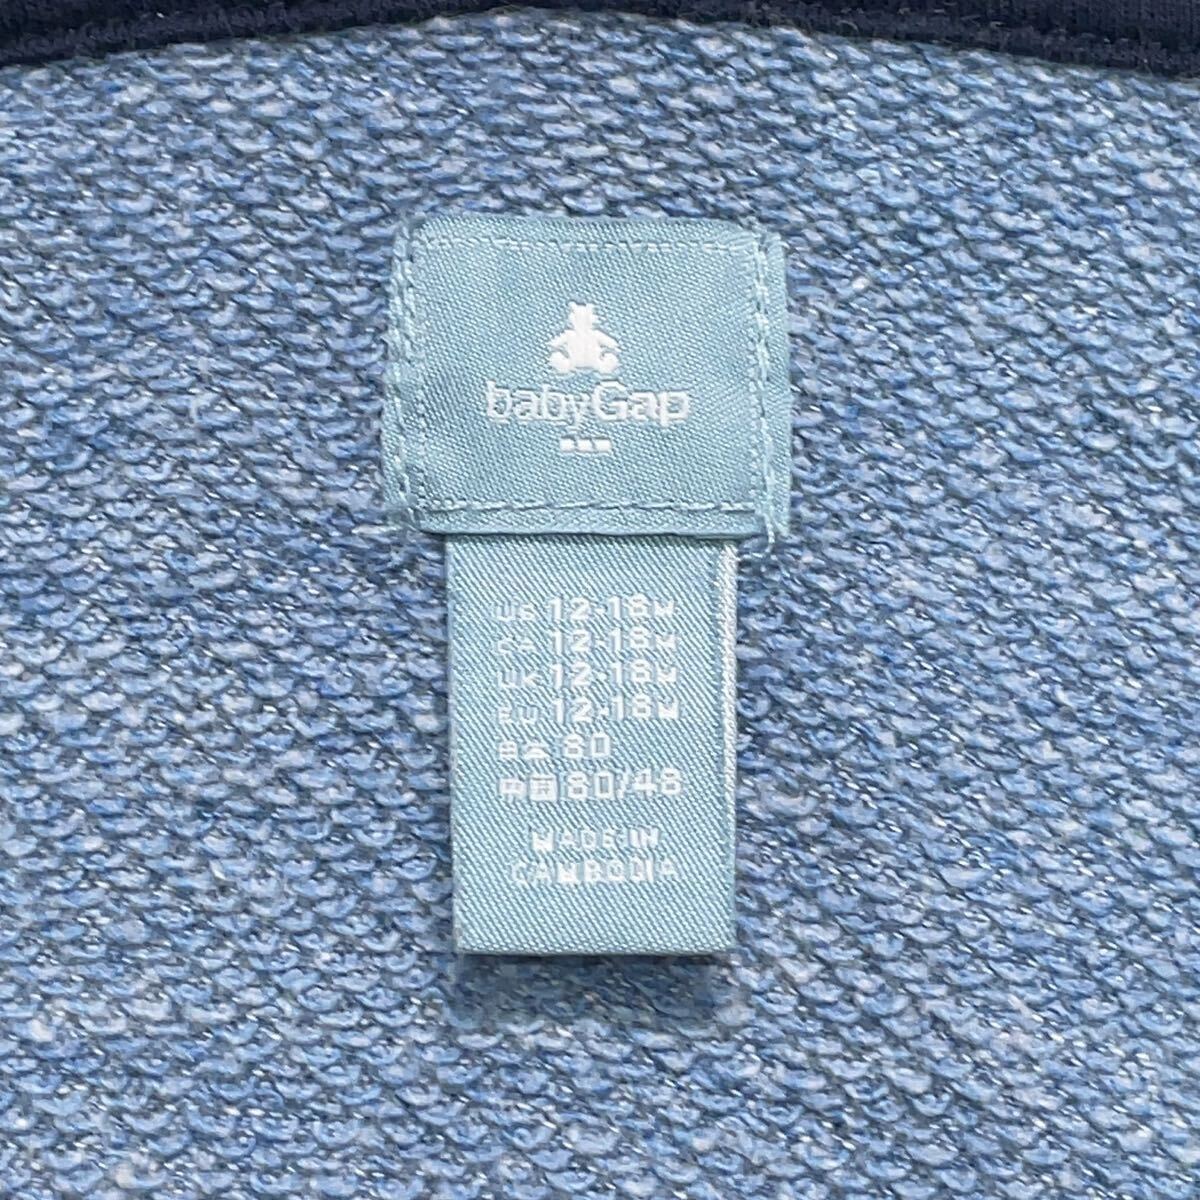 babyGap
US 12-18M
CA 12-18M
UK 12-18M
EU 12-18M
日本 80
中国 80/48
MADE IN
CAMBODIA